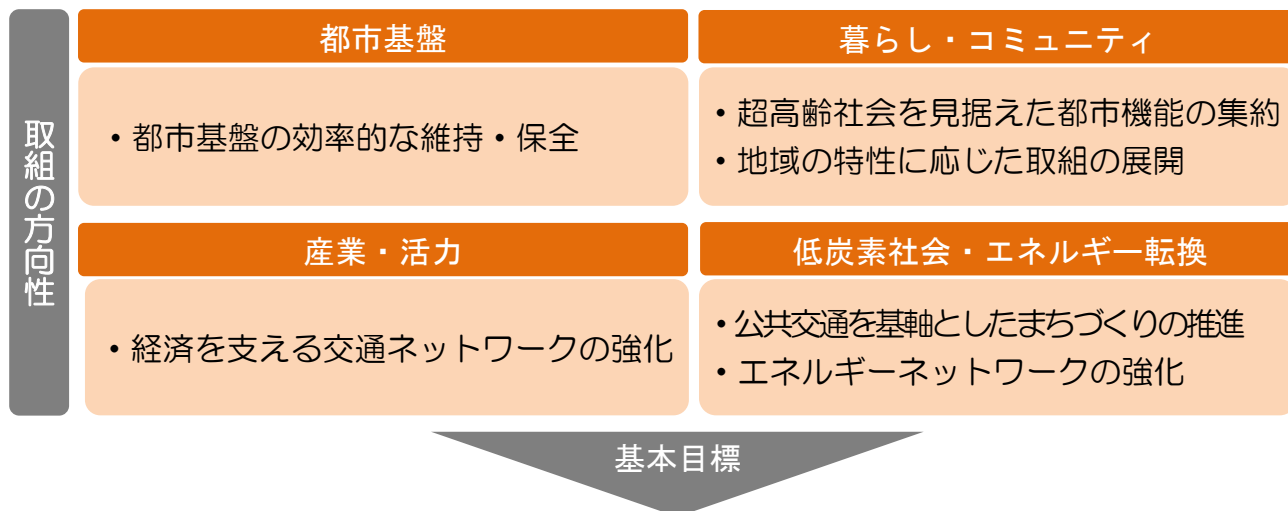 取組の方向性
都市基盤
・都市基盤の効率的な維持・保全
暮らし・コミュニティ
・超高齢社会を見据えた都市機能の集約
・地域の特性に応じた取組の展開
産業・活力
・経済を支える交通ネットワークの強化
低炭素社会・エネルギー転換
・公共交通を基軸としたまちづくりの推進
・エネルギーネットワークの強化
基本目標